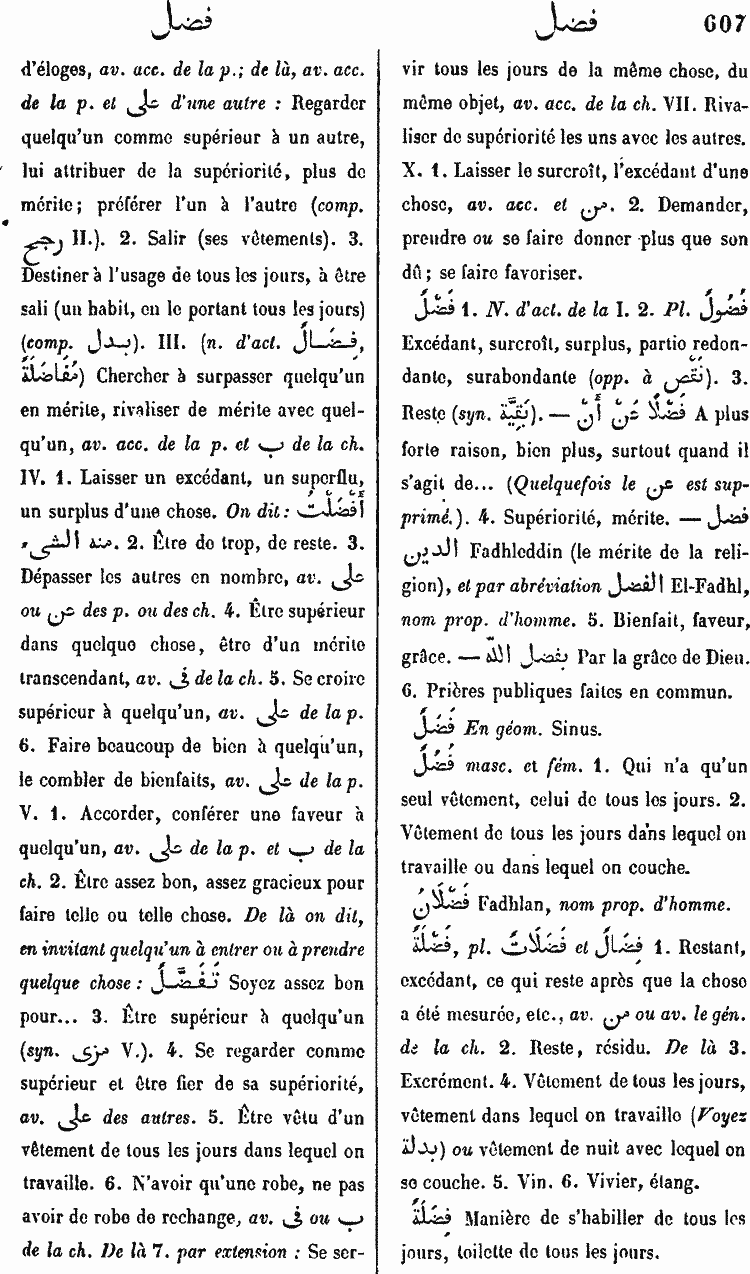 فضل
فضل 607
d'éloges, av. acc. de la p.; de là, av. acc.
de la p. et على d'une autre : Regarder
quelqu'un comme supérieur à un autre,
lui attribuer de la supériorité, plus de
mérite; préférer l'un à l'autre (comp.
رجح II.). 2. Salir (ses vêtements). 3.
Destiner à l'usage de tous les jours, à être
sali (un habit, en le portant tous les jours)
(comp. بدل). III. (n. d'act. فِضَالٌ,
مُفَاضَلَةٌ) Chercher à surpasser quelqu'un
en mérite, rivaliser de mérite avec quel-
qu'un, av. acc. de la p. et ب de la ch.
IV. 1. Laisser un excédant, un superflu,
un surplus d'une chose. On dit : أَفْضَلْتُ
منه الشىء. 2. Être de trop, de reste. 3.
Dépasser les autres en nombre, av. على
ou عن des p. ou des ch. 4. Être supérieur
dans quelque chose, être d'un mérite
transcendant, av. فى de la ch. 5. Se croire
supérieur à quelqu'un, av. على de la p.
6. Faire beaucoup de bien à quelqu'un,
le combler de bienfaits, av. على de la p.
V. 1. Accorder, conférer une faveur à
quelqu'un, av. على de la p. et ب de la
ch. 2. Être assez bon, assez gracieux pour
faire telle ou telle chose. De là on dit,
en invitant quelqu'un à entrer ou à prendre
quelque chose : تَفَضَّلْ Soyez assez bon
pour... 3. Être supérieur à quelqu'un
(syn. مزى V.). 4. Se regarder comme
supérieur et être fier de sa supériorité,
av. على des autres. 5. Être vêtu d'un
vêtement de tous les jours dans lequel on
travaille. 6. N'avoir qu'une robe, ne pas
avoir de robe de rechange, av. فى ou ب
de la ch. De là 7. par extension : Se ser-
vir tous les jours de la même chose, du
même objet, av. acc. de la ch. VII. Riva-
liser de supériorité les uns avec les autres.
X. 1. Laisser le surcroît, l'excédant d'une
chose, av. acc. et من. 2. Demander,
prendre ou se faire donner plus que son
dû; se faire favoriser.
فَضْلٌ 1. N. d'act. de la I. 2. Pl. فُضُولٌ
Excédant, surcroît, surplus, partie redon-
dante, surabondante (opp. à نَقْص). 3.
Reste (syn. بَقِيَّة). — فَضْلًا عَنْ أَنْ A plus
forte raison, bien plus, surtout quand il
s'agit de... (Quelquefois le عن est sup-
primé.). 4. Supériorité, mérite. — فضل
الدين Fadhleddin (le mérite de la reli-
gion), et par abréviation الفضل El-Fadhl,
nom prop. d'homme. 5. Bienfait, faveur,
grâce. — بفضل الله Par la grâce de Dieu.
6. Prières publiques faites en commun.
فَضَلٌ En géom. Sinus.
فُضُلٌ masc. et fém. 1. Qui n'a qu'un
seul vêtement, celui de tous les jours. 2.
Vêtement de tous les jours dans lequel on
travaille ou dans lequel on couche.
فَضْلَانُ Fadhlan, nom prop. d'homme.
فَضْلَةٌ, pl. فَضَلَاتٌ et فِضَالٌ 1. Restant,
excédant, ce qui reste après que la chose
a été mesurée, etc., av. من ou av. le gén.
de la ch. 2. Reste, résidu. De là 3.
Excrément. 4. Vêtement de tous les jours,
vêtement dans lequel on travaille (Voyez
بدلة) ou vêtement de nuit avec lequel on
se couche. 5. Vin. 6. Vivier, étang.
فِضْلَةٌ Manière de s'habiller de tous les
jours, toilette de tous les jours.